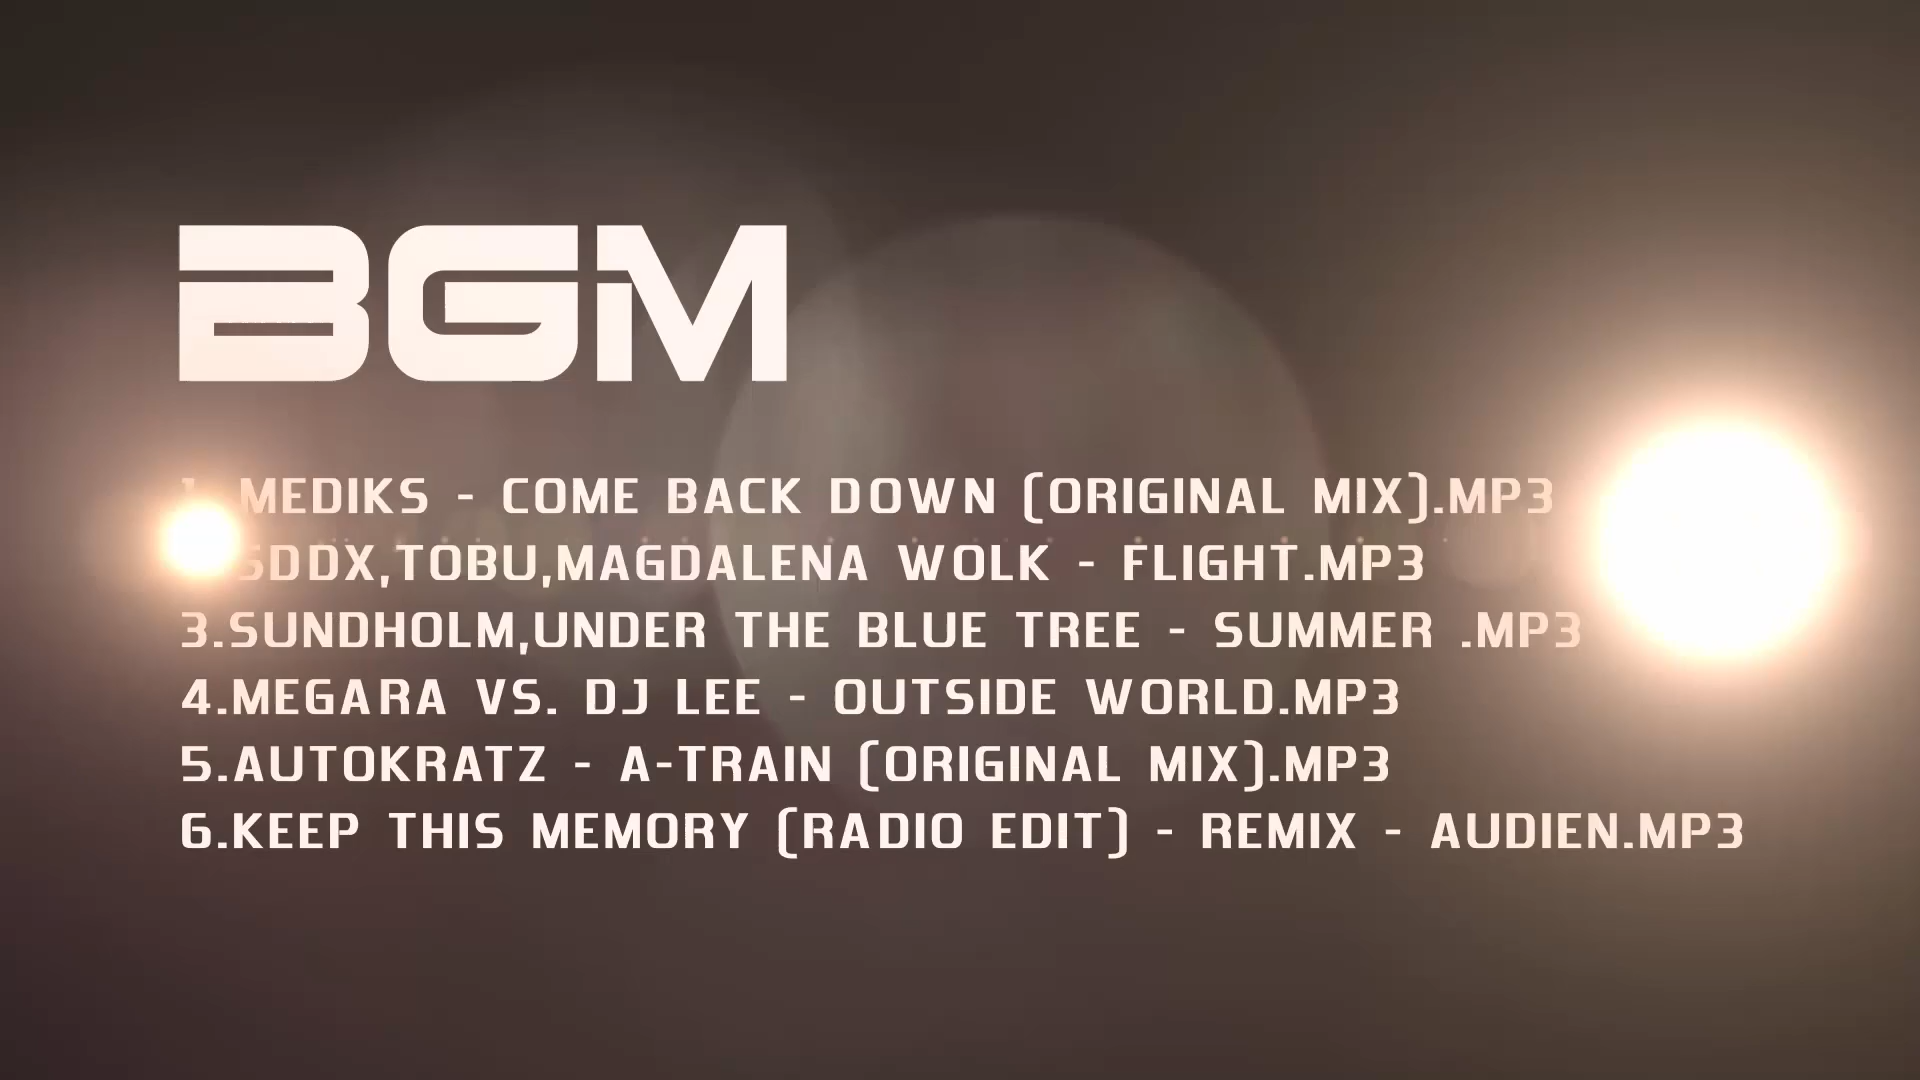 BGM
1. MEDIKS - COME BACK DOWN (ORIGINAL MIX).MP3
SDDX,TOBU,MAGDALENA WOLK - FLIGHT.MP3
3.SUNDHOLM,UNDER THE BLUE TREE - SUMMER .MP3
4.MEGARA VS. DJ LEE - OUTSIDE WORLD.MP3
5.AUTOKRATZ - A-TRAIN (ORIGINAL MIX).MP3
6.KEEP THIS MEMORY (RADIO EDIT) - REMIX - AUDIEN.MP3